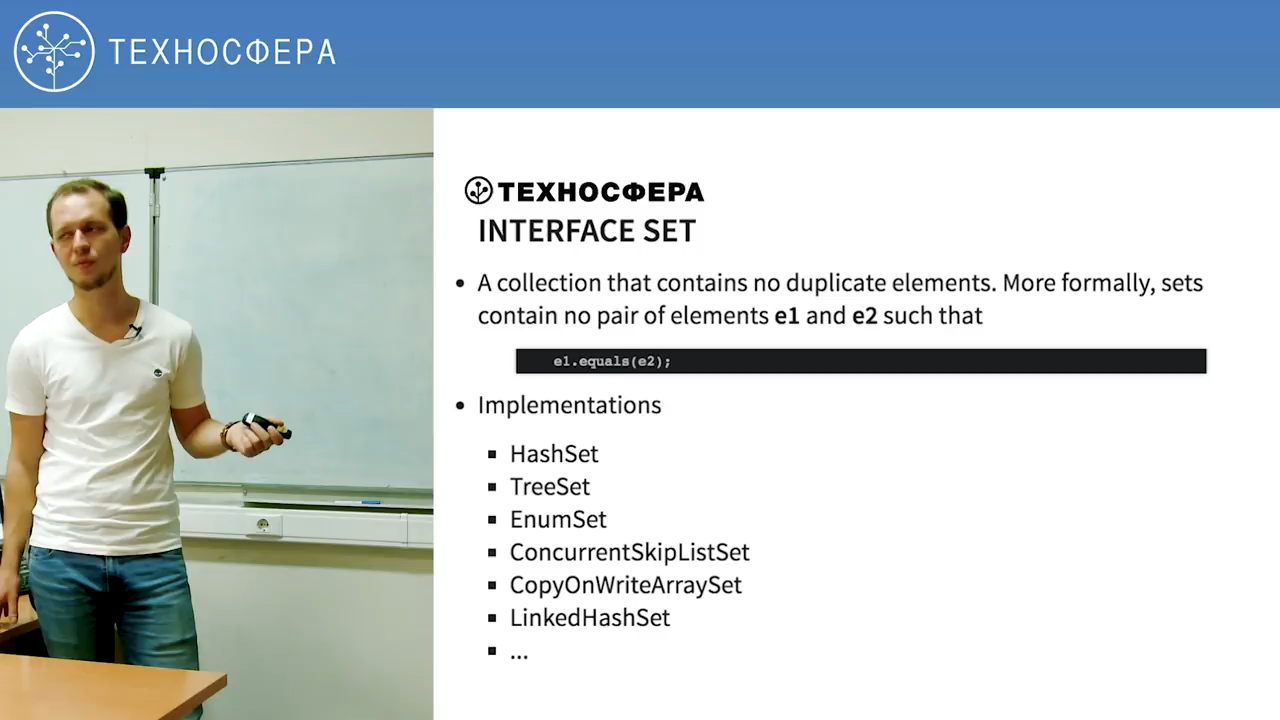 ТЕХНОСФЕРА
ТЕХНОСФЕРА
INTERFACE SET
• A collection that contains no duplicate elements. More formally, sets
contain no pair of elements e1 and e2 such that
e1.equals(e2);
• Implementations
▪ HashSet
▪ TreeSet
▪ EnumSet
▪ ConcurrentSkipListSet
▪ CopyOnWriteArraySet
▪ LinkedHashSet
▪ ...